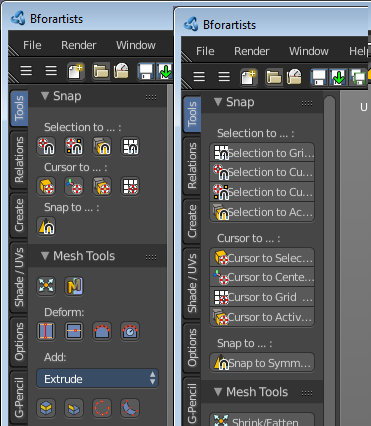 Bforartists
File Render Window
Tools
Relations
Create
Shade / UVs
Options
G-Pencil
Snap
Selection to ... :
Cursor to ... :
Snap to ... :
Mesh Tools
Deform:
Add:
Extrude
Bforartists
File Render Window Help
Tools
Relations
Create
Shade / UVs
Options
G-Pencil
Snap
Selection to ... :
Selection to Gri...
Selection to Cu...
Selection to Cu...
Selection to Ac...
Cursor to ... :
Cursor to Selec...
Cursor to Cente...
Cursor to Grid ...
Cursor to Activ...
Snap to ... :
Snap to Symm...
Mesh Tools
Shrink/Fatten
U